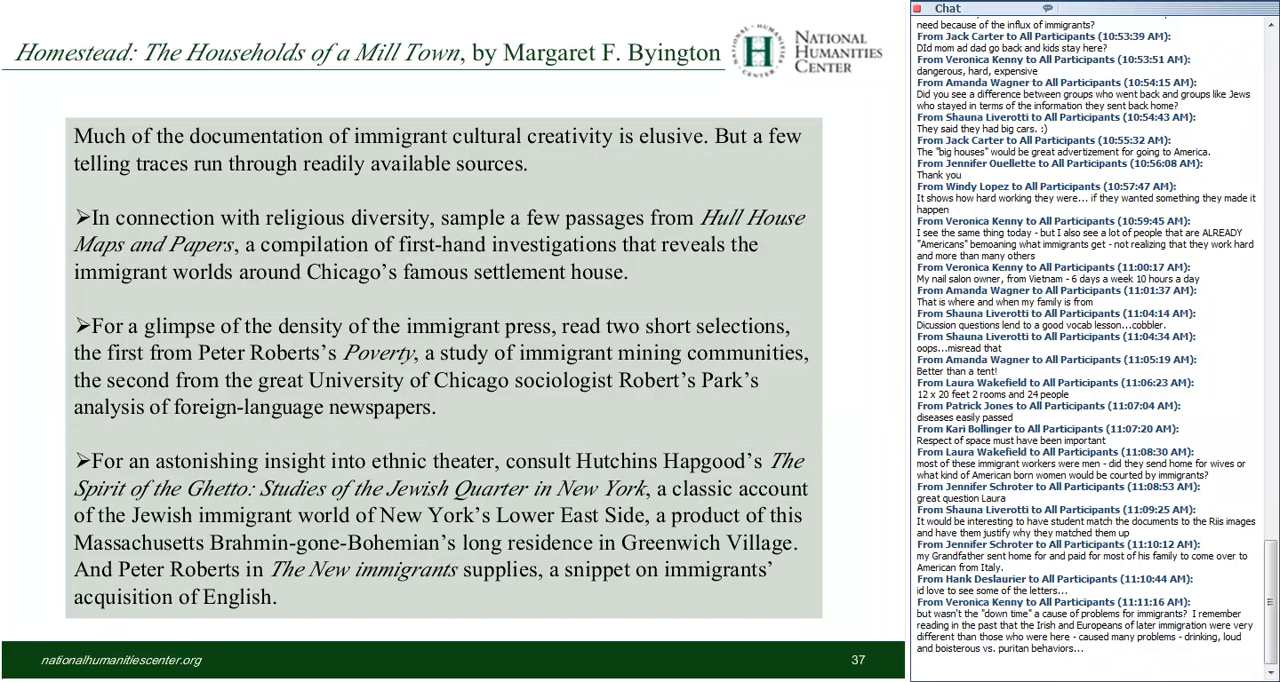 Homestead: The Households of a Mill Town, by Margaret F. Byington
NATIONAL
HUMANITIES
CENTER
Much of the documentation of immigrant cultural creativity is elusive. But a few
telling traces run through readily available sources.
➢In connection with religious diversity, sample a few passages from Hull House
Maps and Papers, a compilation of first-hand investigations that reveals the
immigrant worlds around Chicago's famous settlement house.
➢For a glimpse of the density of the immigrant press, read two short selections,
the first from Peter Roberts's Poverty, a study of immigrant mining communities,
the second from the great University of Chicago sociologist Robert's Park's
analysis of foreign-language newspapers.
➢For an astonishing insight into ethnic theater, consult Hutchins Hapgood's The
Spirit of the Ghetto: Studies of the Jewish Quarter in New York, a classic account
of the Jewish immigrant world of New York's Lower East Side, a product of this
Massachusetts Brahmin-gone-Bohemian's long residence in Greenwich Village.
And Peter Roberts in The New immigrants supplies, a snippet on immigrants'
acquisition of English.
nationalhumanitiescenter.org
37
Chat
need because of the influx of immigrants?
From Jack Carter to All Participants (10:53:39 AM):
DId mom ad dad go back and kids stay here?
From Veronica Kenny to All Participants (10:53:51 AM):
dangerous, hard, expensive
From Amanda Wagner to All Participants (10:54:15 AM):
Did you see a difference between groups who went back and groups like Jews
who stayed in terms of the information they sent back home?
From Shauna Liverotti to All Participants (10:54:43 AM):
They said they had big cars. :)
From Jack Carter to All Participants (10:55:32 AM):
The "big houses" would be great advertizement for going to America.
From Jennifer Ouellette to All Participants (10:56:08 AM):
Thank you
From Windy Lopez to All Participants (10:57:47 AM):
It shows how hard working they were... if they wanted something they made it
happen
From Veronica Kenny to All Participants (10:59:45 AM):
I see the same thing today - but I also see a lot of people that are ALREADY
"Americans" bemoaning what immigrants get - not realizing that they work hard
and more than many others
From Veronica Kenny to All Participants (11:00:17 AM):
My nail salon owner, from Vietnam - 6 days a week 10 hours a day
From Amanda Wagner to All Participants (11:01:37 AM):
That is where and when my family is from
From Shauna Liverotti to All Participants (11:04:14 AM):
Dicussion questions lend to a good vocab lesson...cobbler.
From Shauna Liverotti to All Participants (11:04:34 AM):
oops...misread that
From Amanda Wagner to All Participants (11:05:19 AM):
Better than a tent!
From Laura Wakefield to All Participants (11:06:23 AM):
12 x 20 feet 2 rooms and 24 people
From Patrick Jones to All Participants (11:07:04 AM):
diseases easily passed
From Kari Bollinger to All Participants (11:07:20 AM):
Respect of space must have been important
From Laura Wakefield to All Participants (11:08:30 AM):
most of these immigrant workers were men - did they send home for wives or
what kind of American born women would be courted by immigrants?
From Jennifer Schroter to All Participants (11:08:53 AM):
great question Laura
From Shauna Liverotti to All Participants (11:09:25 AM):
It would be interesting to have student match the documents to the Riis images
and have them justify why they matched them up
From Jennifer Schroter to All Participants (11:10:12 AM):
my Grandfather sent home for and paid for most of his family to come over to
American from Italy.
From Hank Deslaurier to All Participants (11:10:44 AM):
id love to see some of the letters...
From Veronica Kenny to All Participants (11:11:16 AM):
but wasn't the "down time" a cause of problems for immigrants? I remember
reading in the past that the Irish and Europeans of later immigration were very
different than those who were here - caused many problems - drinking, loud
and boisterous vs. puritan behaviors...